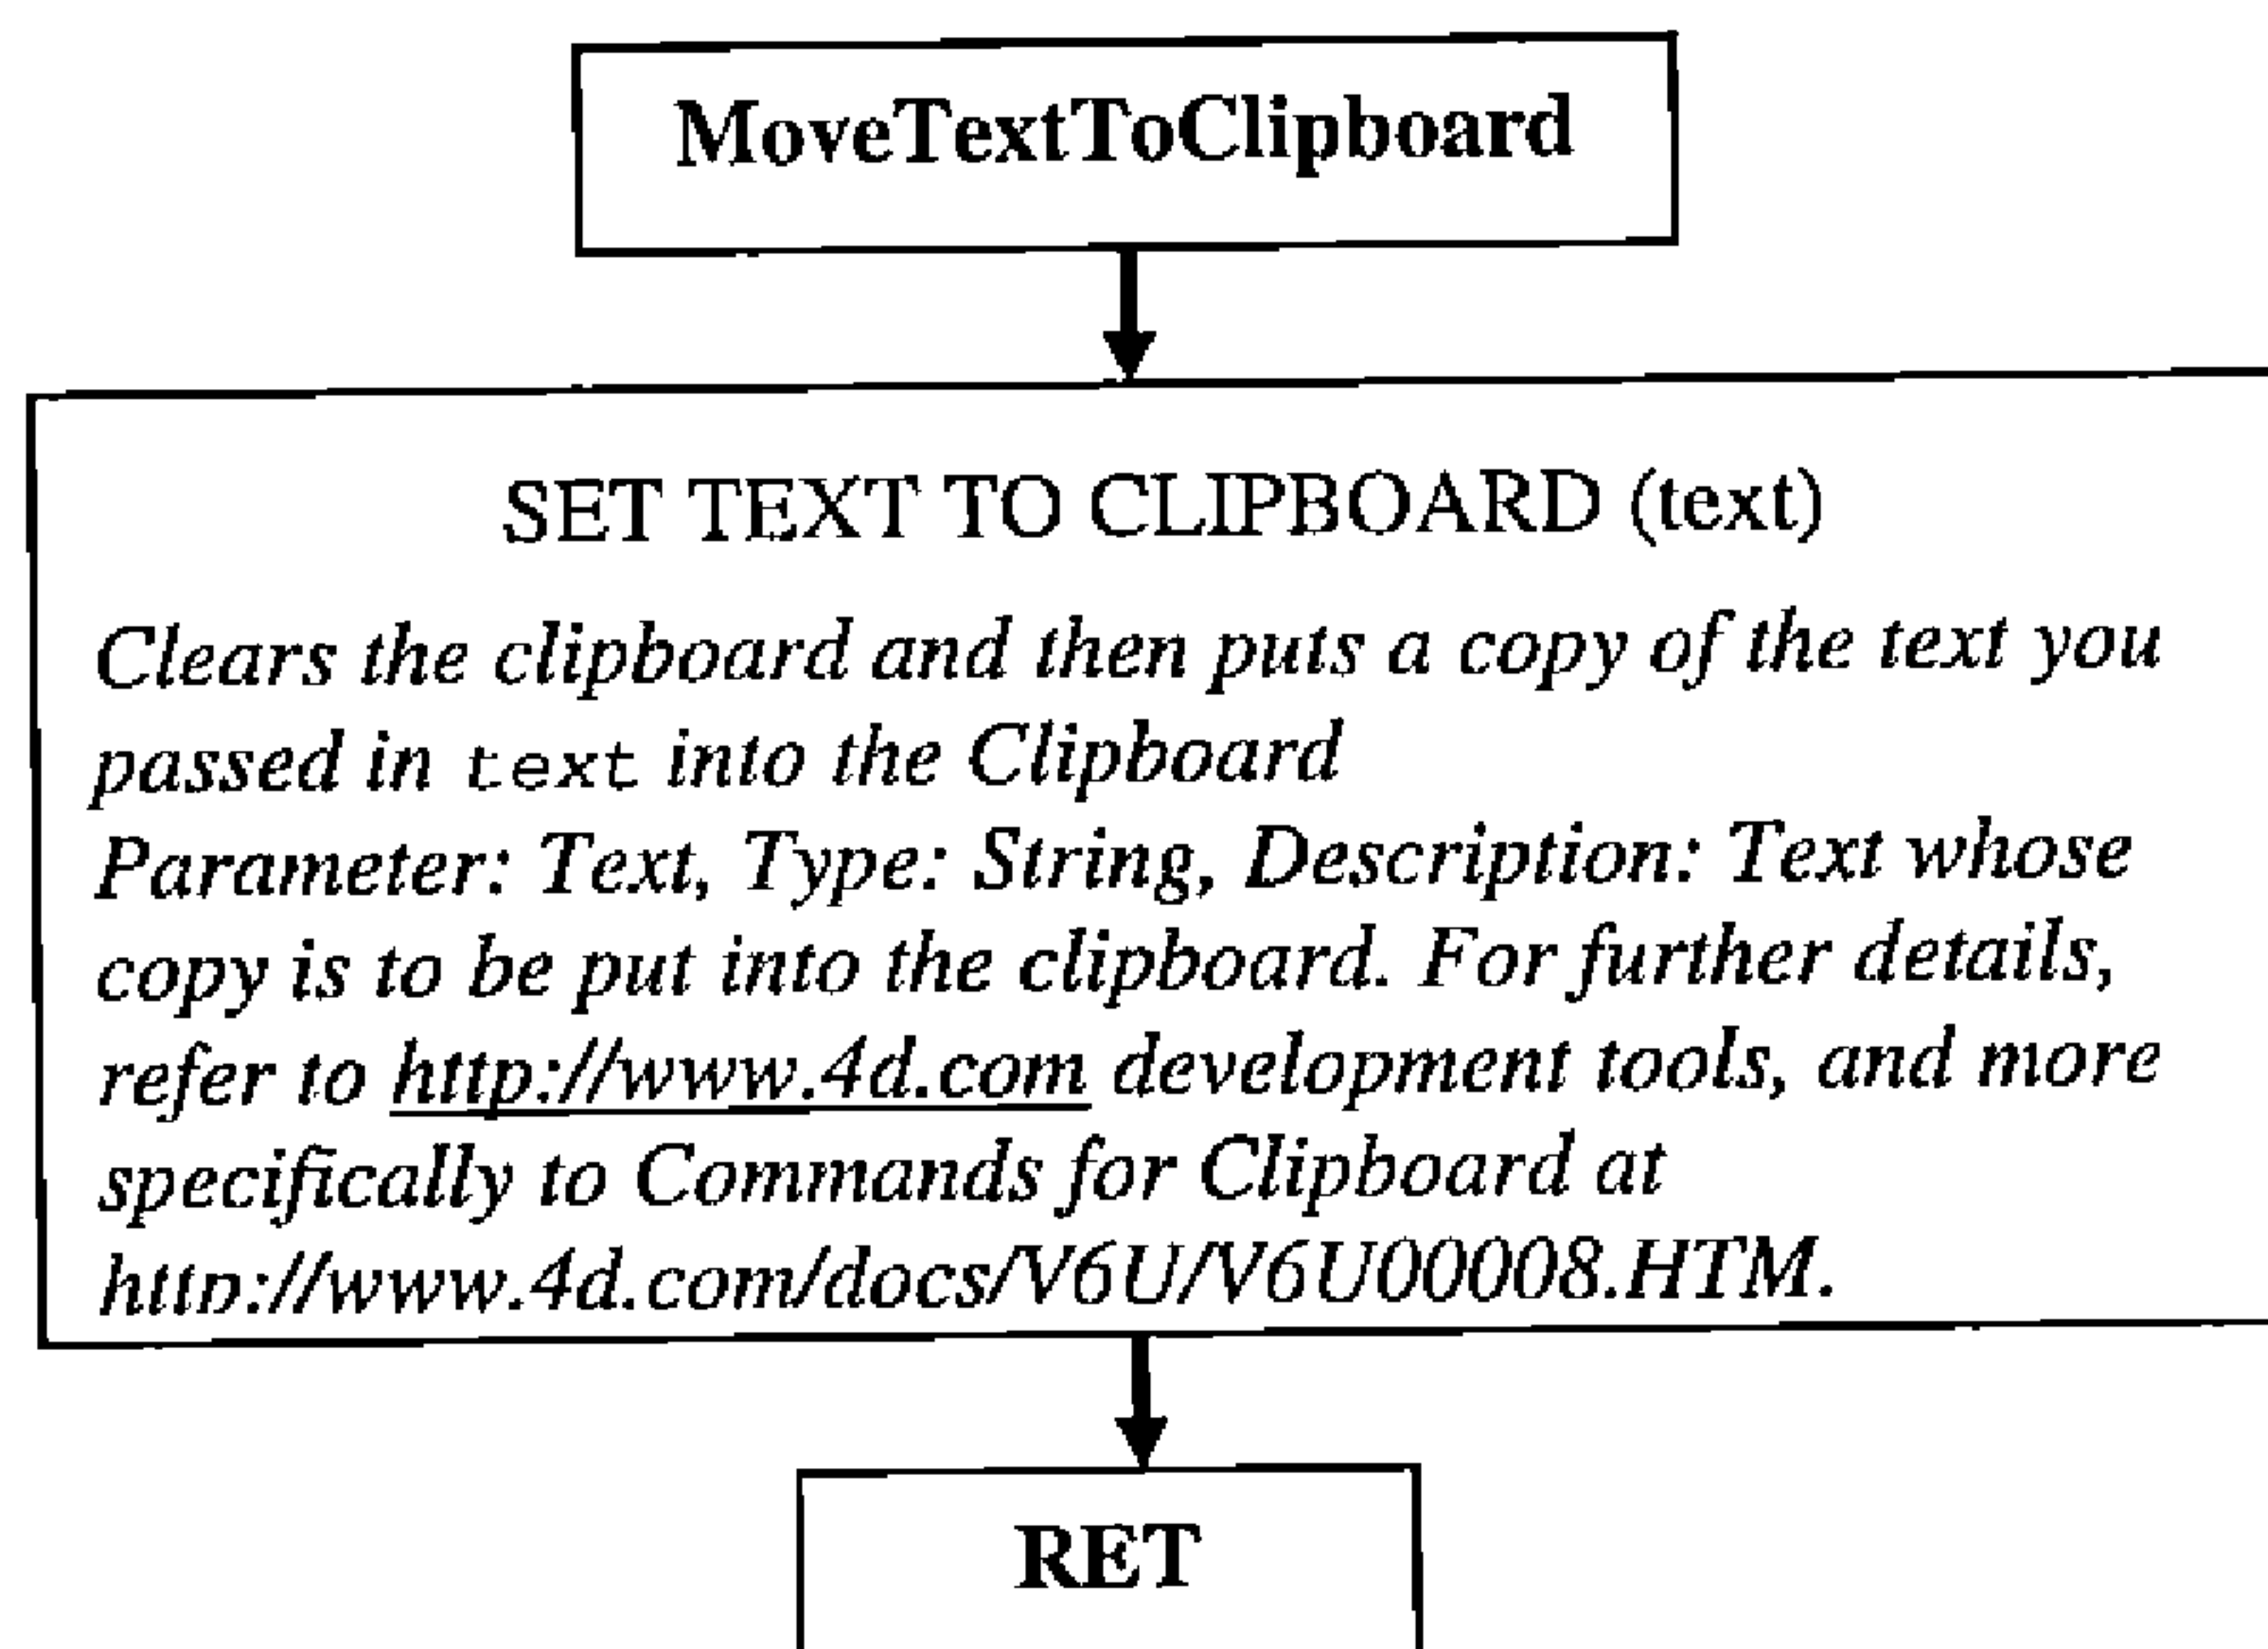 MoveTextToClipboard
SET TEXT TO CLIPBOARD (text)
Clears the clipboard and then puts a copy of the text you
passed in text into the Clipboard
Parameter: Text, Type: String, Description: Text whose
copy is to be put into the clipboard. For further details,
refer to http://www.4d.com development tools, and more
specifically to Commands for Clipboard at
http://www.4d.com/docs/V6U/V6U00008.HTM.
RET